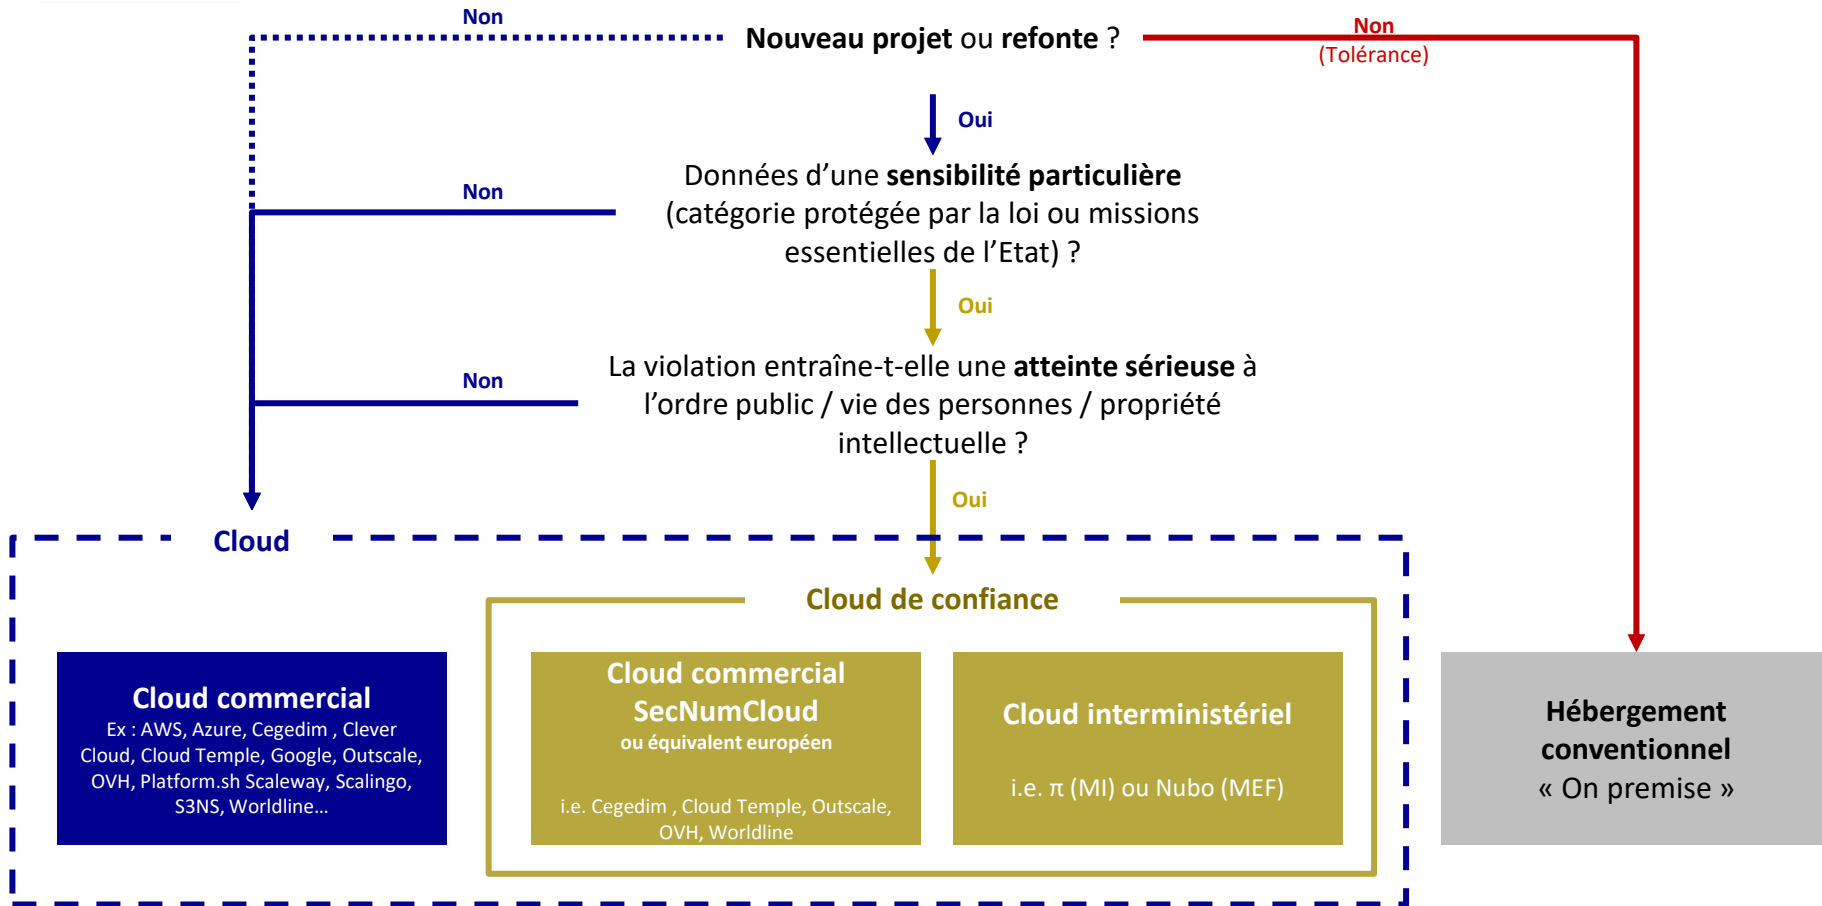 Non
Nouveau projet ou refonte ?
Non
(Tolérance)
Oui
Non
Données d’une sensibilité particulière
(catégorie protégée par la loi ou missions
essentielles de l’Etat) ?
Oui
Non
La violation entraîne-t-elle une atteinte sérieuse à
l’ordre public / vie des personnes / propriété
intellectuelle ?
Oui
Cloud
Cloud de confiance
Cloud commercial
Ex : AWS, Azure, Cegedim , Clever
Cloud, Cloud Temple, Google, Outscale,
OVH, Platform.sh Scaleway, Scalingo,
S3NS, Worldline...
Cloud commercial
SecNumCloud
ou équivalent européen
i.e. Cegedim , Cloud Temple, Outscale,
OVH, Worldline
Cloud interministériel
i.e. π (MI) ou Nubo (MEF)
Hébergement
conventionnel
« On premise »